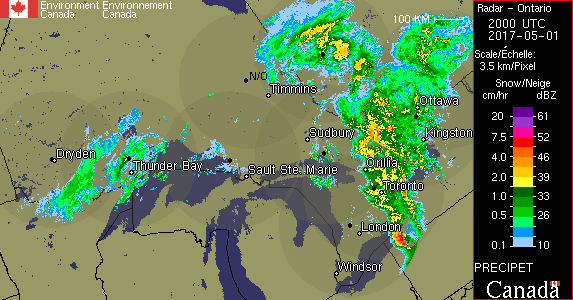 Environment Environnement
Canada Canada
100 KM
N/O
Timmins
Ottawa
Sudbury
Kingston
Dryden
Thunder Bay
Sault Ste. Marie
Orillia
Toronto
London
Windsor
Radar - Ontario
2000 UTC
2017-05-01
Scale/Échelle:
3.5 km/Pixel
Snow/Neige
cm/hr dBZ
20 61
7.5 52
4.0 46
2.0 39
1.0 33
0.5 26
0.1 10
PRECIPET
Canada